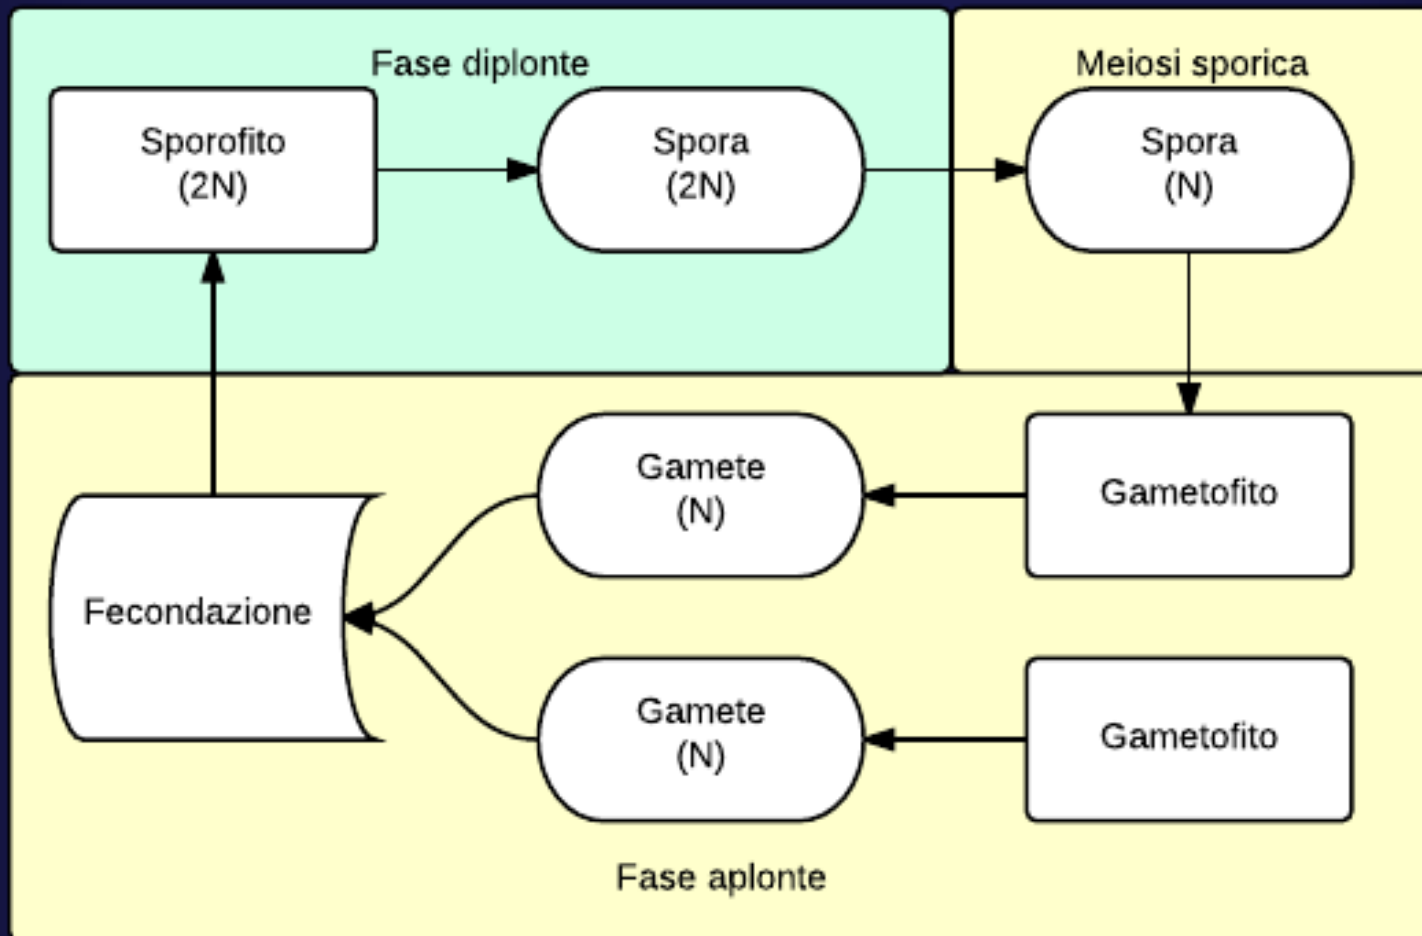 Fase diplonte
Meiosi sporica
Sporofito
(2N)
Spora
(2N)
Spora
(N)
Gamete
(N)
Gametofito
Fecondazione
Gamete
(N)
Gametofito
Fase aplonte